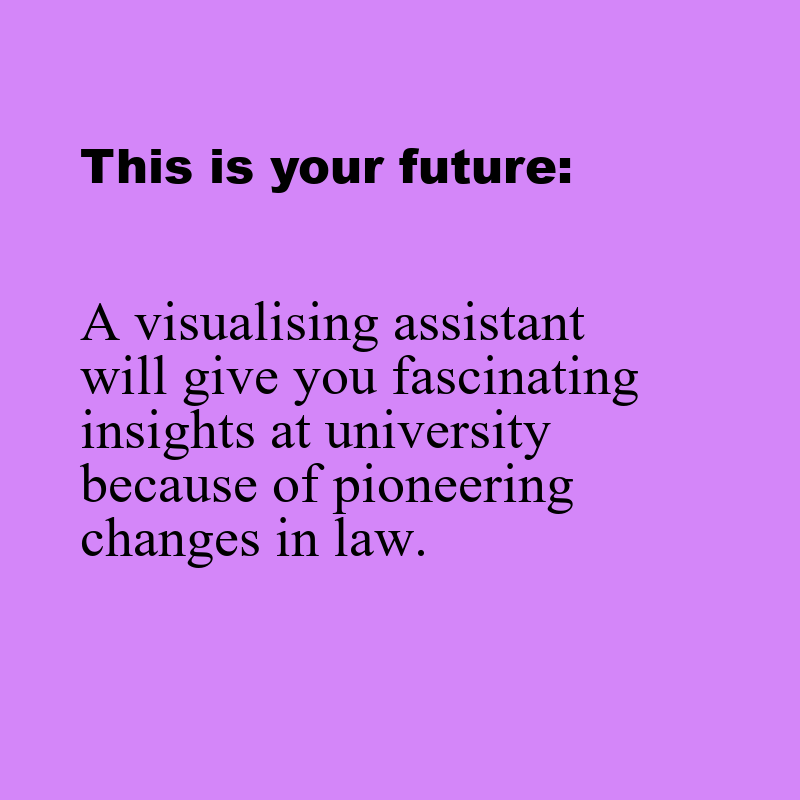 This is your future:
A visualising assistant
will give you fascinating
insights at university
because of pioneering
changes in law.